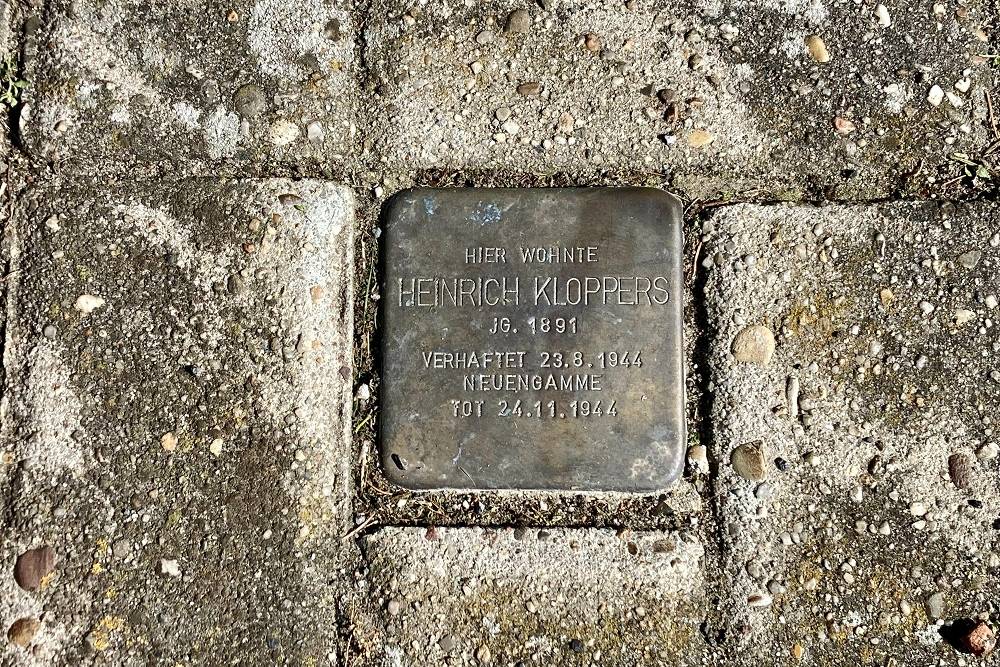 HIER WOHNTE
HEINRICH KLOPPERS
JG. 1891
VERHAFTET 23.8.1944
NEUENGAMME
TOT 24.11.1944